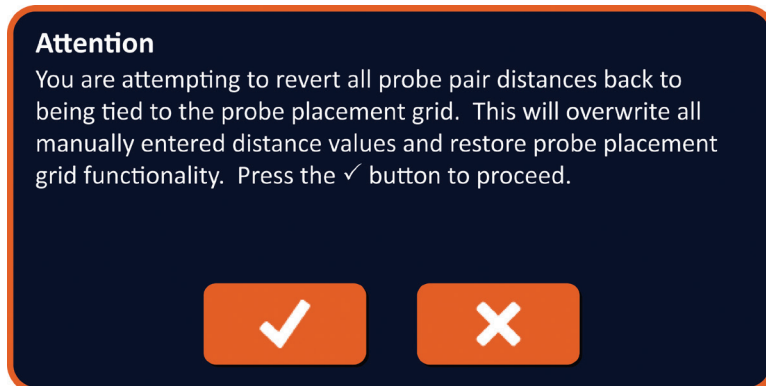 Attention
You are attempting to revert all probe pair distances back to
being tied to the probe placement grid.  This will overwrite all
manually entered distance values and restore probe placement
grid functionality.  Press the ✓ button to proceed.